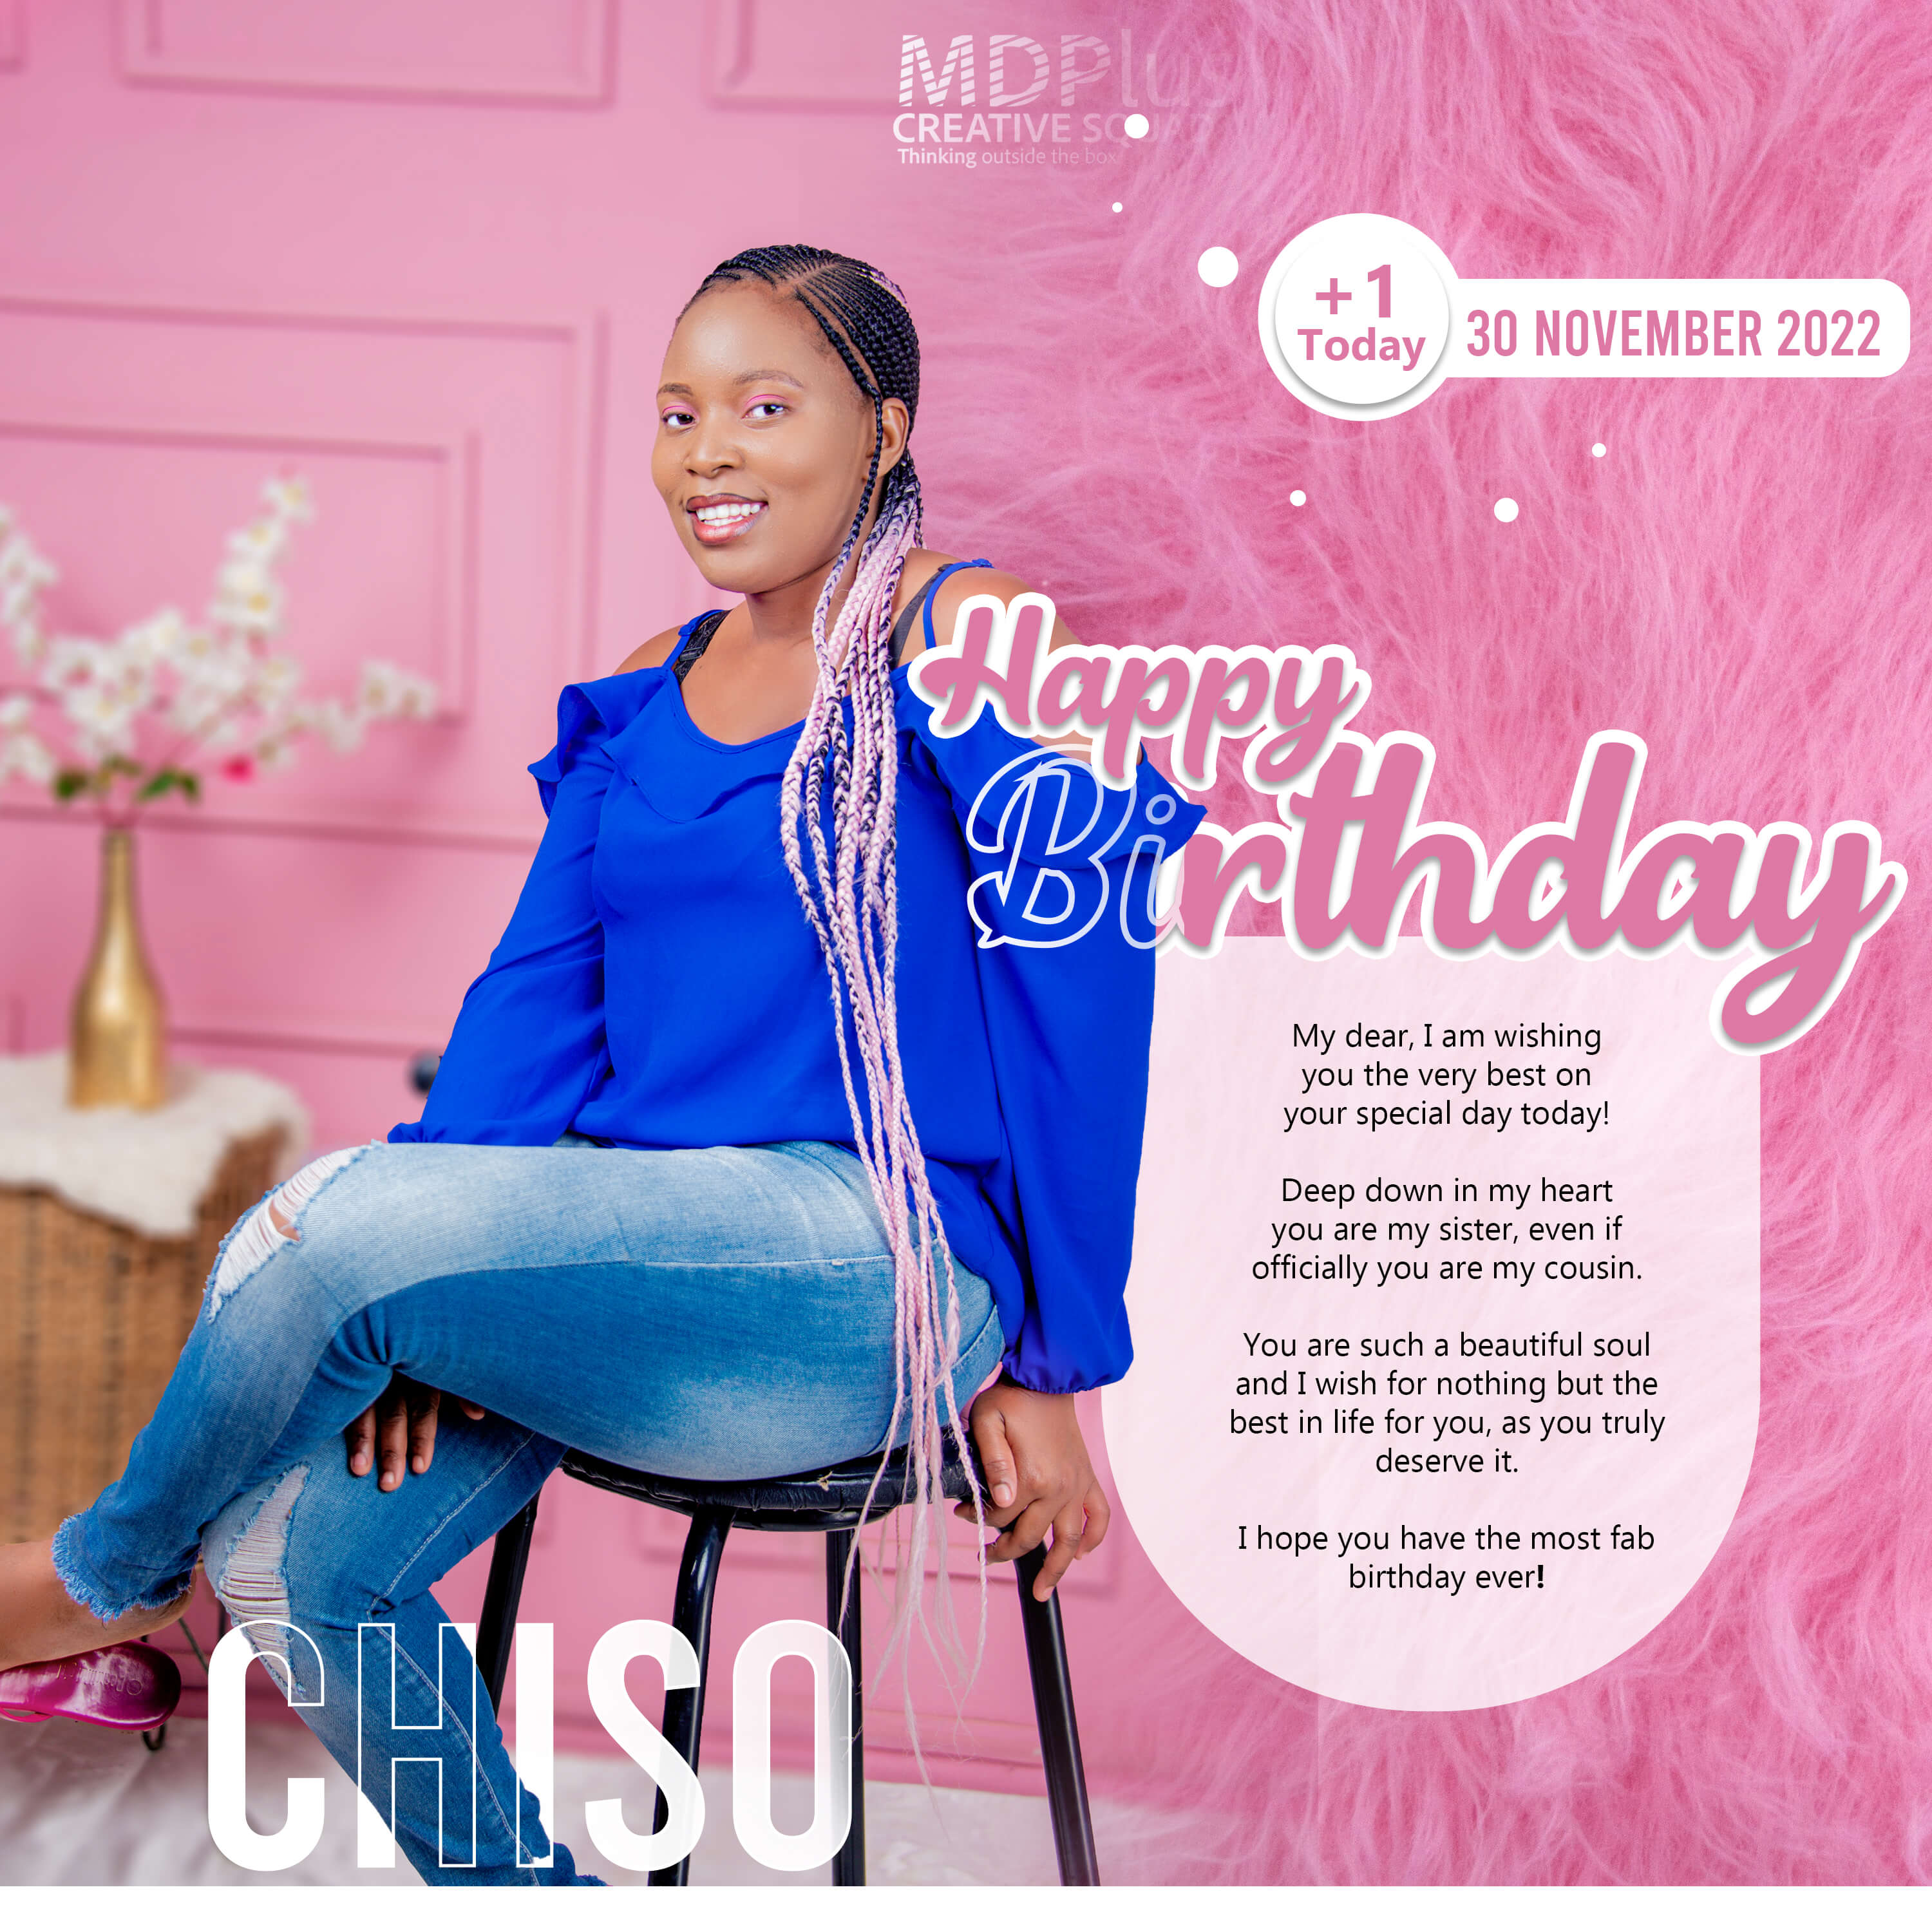 MDPlus
CREATIVE SQUAD
Thinking outside the box
+1
Today
30 NOVEMBER 2022
Happy
Birthday
My dear, I am wishing
you the very best on
your special day today!
Deep down in my heart
you are my sister, even if
officially you are my cousin.
You are such a beautiful soul
and I wish for nothing but the
best in life for you, as you truly
deserve it.
I hope you have the most fab
birthday ever!
CHISO